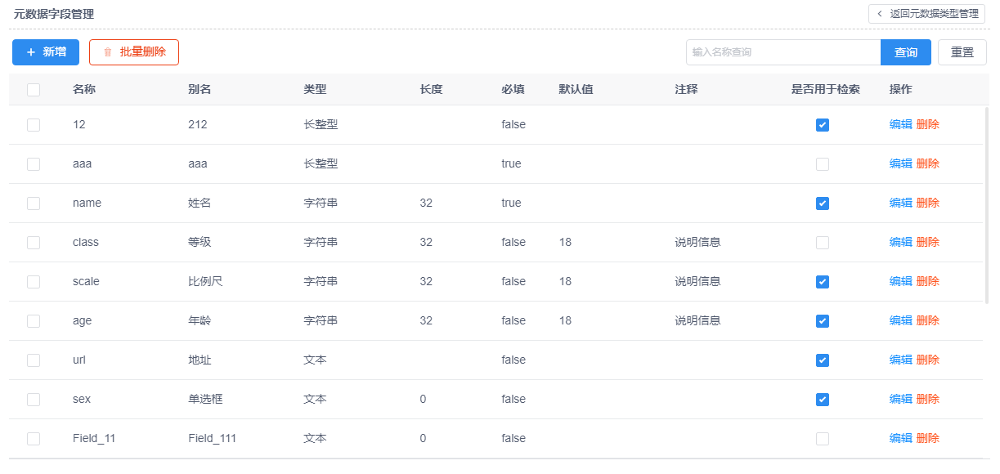 元数据字段管理 返回元数据类型管理
新增 批量删除 输入名称查询 查询 重置
名称 别名 类型 长度 必填 默认值 注释 是否用于检索 操作
12 212 长整型 false 编辑 删除
aaa aaa 长整型 true 编辑 删除
name 姓名 字符串 32 true 编辑 删除
class 等级 字符串 32 false 18 说明信息 编辑 删除
scale 比例尺 字符串 32 false 18 说明信息 编辑 删除
age 年龄 字符串 32 false 18 说明信息 编辑 删除
url 地址 文本 false 编辑 删除
sex 单选框 文本 0 false 编辑 删除
Field_11 Field_111 文本 0 false 编辑 删除